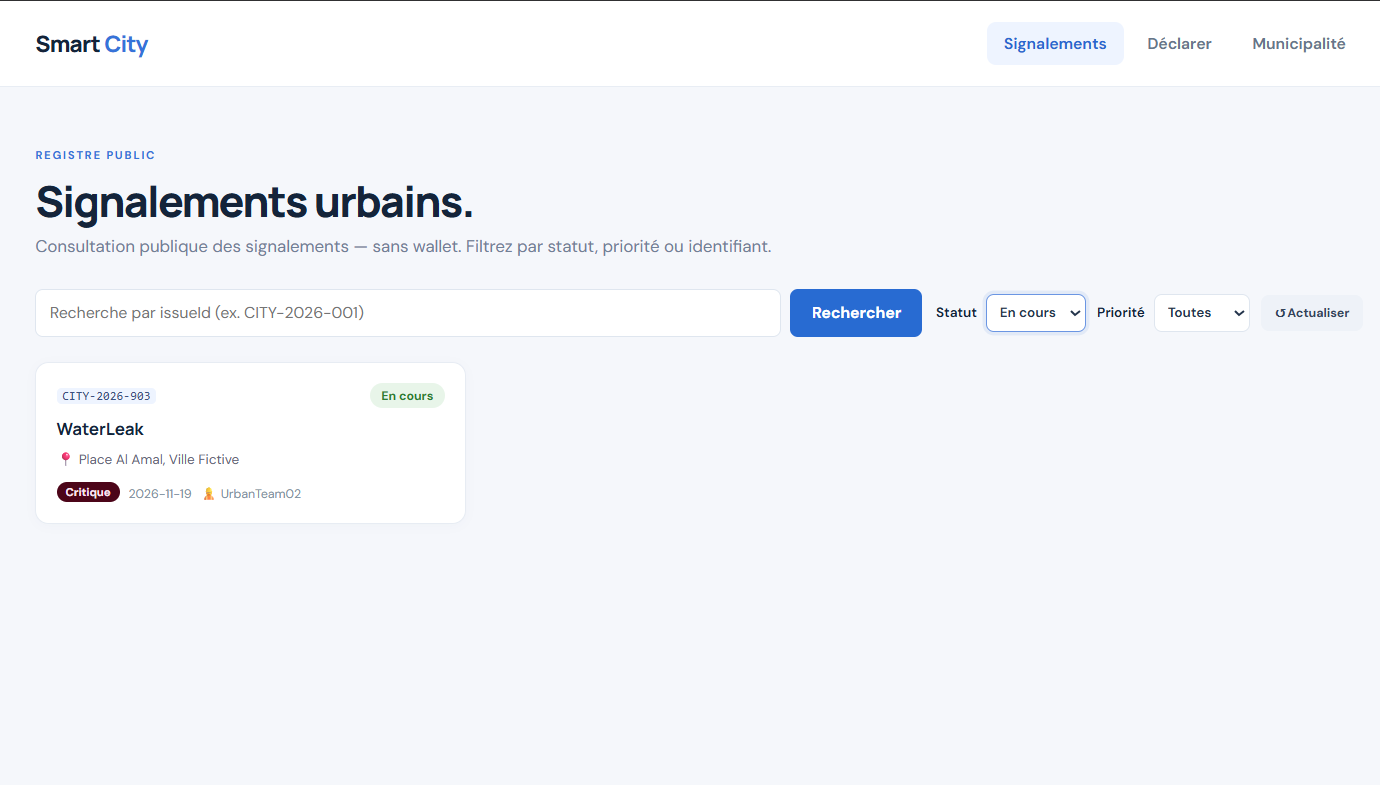 Smart City
Signalements Déclarer Municipalité
REGISTRE PUBLIC
Signalements urbains.
Consultation publique des signalements — sans wallet. Filtrez par statut, priorité ou identifiant.
Recherche par issueId (ex. CITY-2026-001) Rechercher Statut En cours Priorité Toutes ↺ Actualiser
CITY-2026-903 En cours
WaterLeak
Place Al Amal, Ville Fictive
Critique 2026-11-19 UrbanTeam02